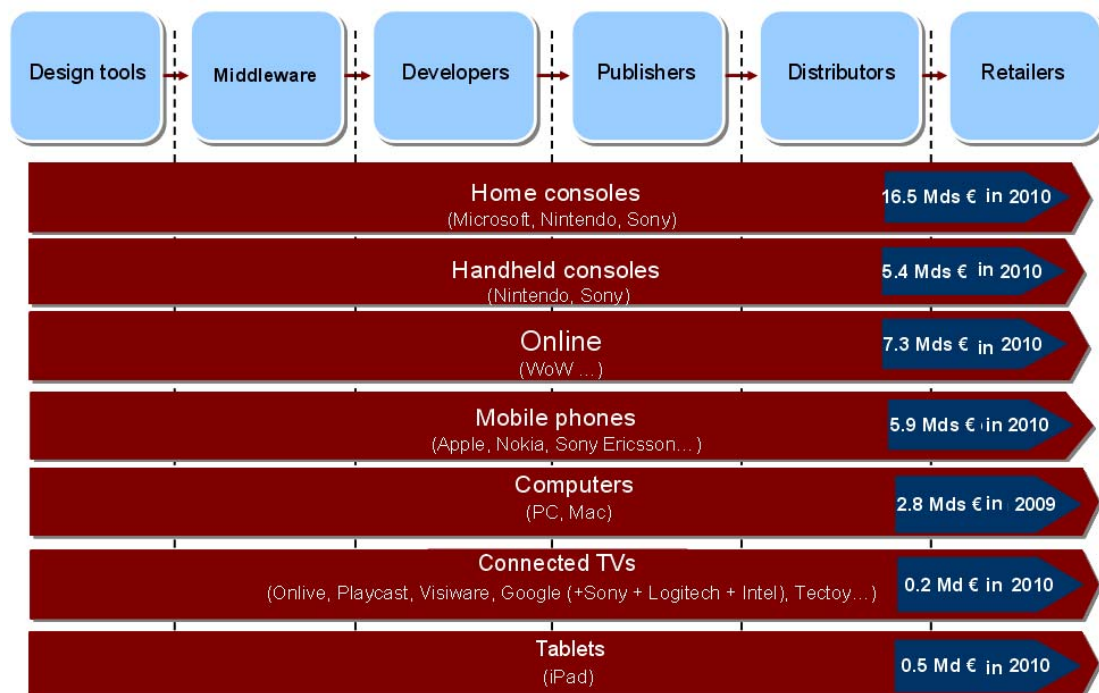 Design tools
Middleware
Developers
Publishers
Distributors
Retailers
Home consoles
(Microsoft, Nintendo, Sony)
16.5 Mds € in 2010
Handheld consoles
(Nintendo, Sony)
5.4 Mds € in 2010
Online
(WoW ...)
7.3 Mds € in 2010
Mobile phones
(Apple, Nokia, Sony Ericsson...)
5.9 Mds € in 2010
Computers
(PC, Mac)
2.8 Mds € in 2009
Connected TVs
(Onlive, Playcast, Visiware, Google (+Sony + Logitech + Intel), Tectoy...)
0.2 Md € in 2010
Tablets
(iPad)
0.5 Md € in 2010